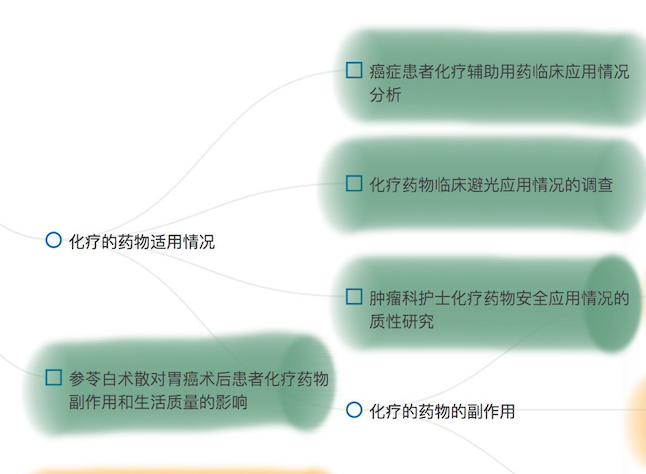 癌症患者化疗辅助用药临床应用情况
分析
化疗药物临床避光应用情况的调查
化疗的药物适用情况
肿瘤科护士化疗药物安全应用情况的
质性研究
参苓白术散对胃癌术后患者化疗药物
副作用和生活质量的影响
化疗的药物的副作用